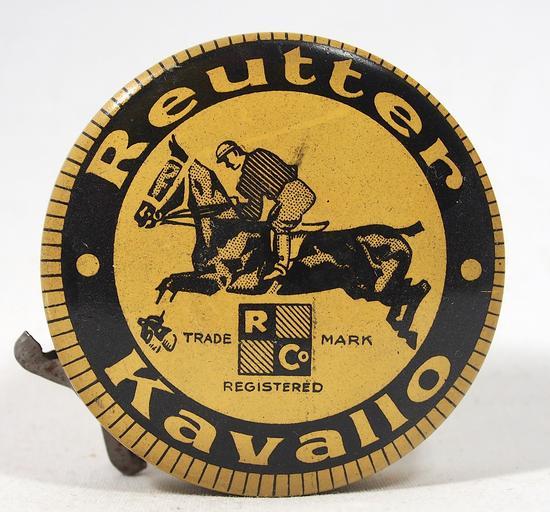 Reutter
R
TRADE MARK
Co
REGISTERED
Kavallo